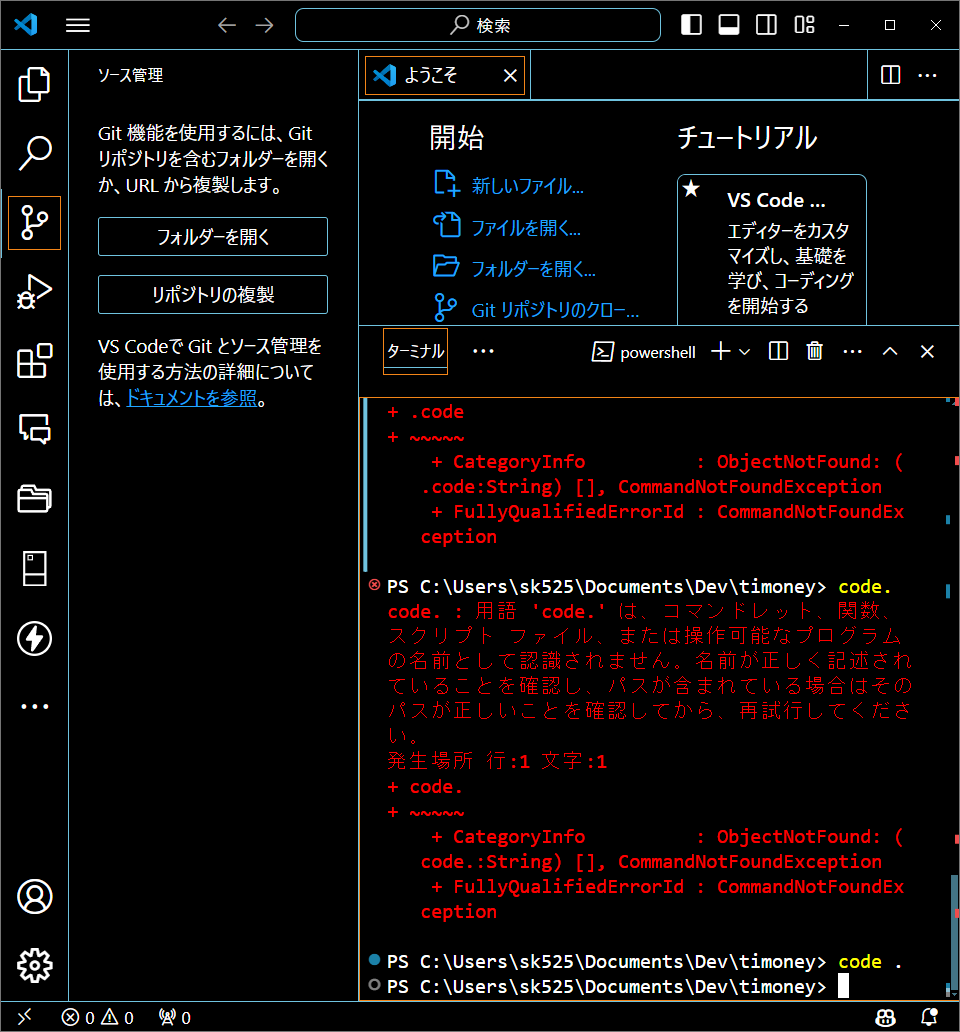 検索
ソース管理
Git 機能を使用するには、Git
リポジトリを含むフォルダーを開く
か、URL から複製します。
フォルダーを開く
リポジトリの複製
VS Codeで Git とソース管理を
使用する方法の詳細について
は、ドキュメントを参照。
ようこそ
開始
新しいファイル...
ファイルを開く...
フォルダーを開く...
Git リポジトリのクロー...
チュートリアル
VS Code ...
エディターをカスタ
マイズし、基礎を
学び、コーディング
を開始する
ターミナル
powershell
+ .code
+ ~~~~~
+ CategoryInfo          : ObjectNotFound: (
.code:String) [], CommandNotFoundException
+ FullyQualifiedErrorId : CommandNotFoundEx
ception
PS C:\Users\sk525\Documents\Dev\timoney> code.
code. : 用語 'code.' は、コマンドレット、関数、
スクリプト ファイル、または操作可能なプログラム
の名前として認識されません。名前が正しく記述され
ていることを確認し、パスが含まれている場合はその
パスが正しいことを確認してから、再試行してくださ
い。
発生場所 行:1 文字:1
+ code.
+ ~~~~~
+ CategoryInfo          : ObjectNotFound: (
code.:String) [], CommandNotFoundException
+ FullyQualifiedErrorId : CommandNotFoundEx
ception
PS C:\Users\sk525\Documents\Dev\timoney> code .
PS C:\Users\sk525\Documents\Dev\timoney>
0 0 0